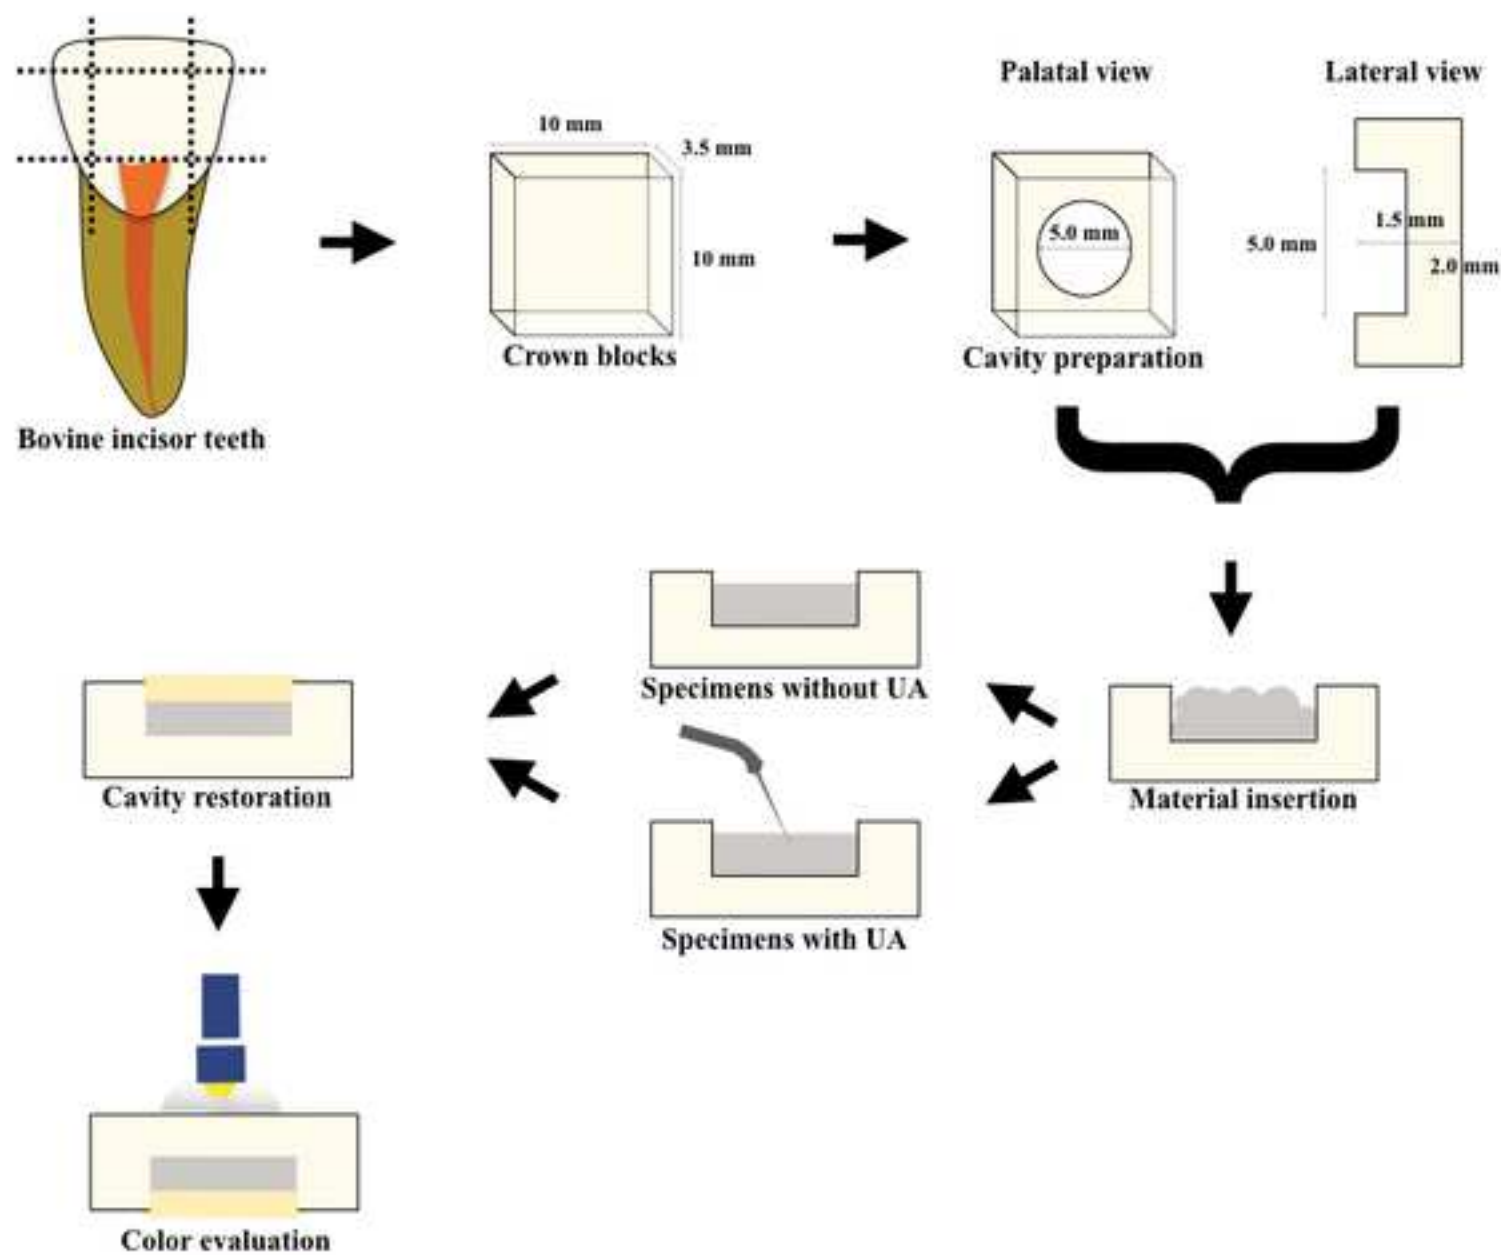 Palatal view
Lateral view
10 mm
3.5 mm
10 mm
5.0 mm
5.0 mm
1.5 mm
2.0 mm
Crown blocks
Cavity preparation
Bovine incisor teeth
Specimens without UA
Cavity restoration
Material insertion
Specimens with UA
Color evaluation